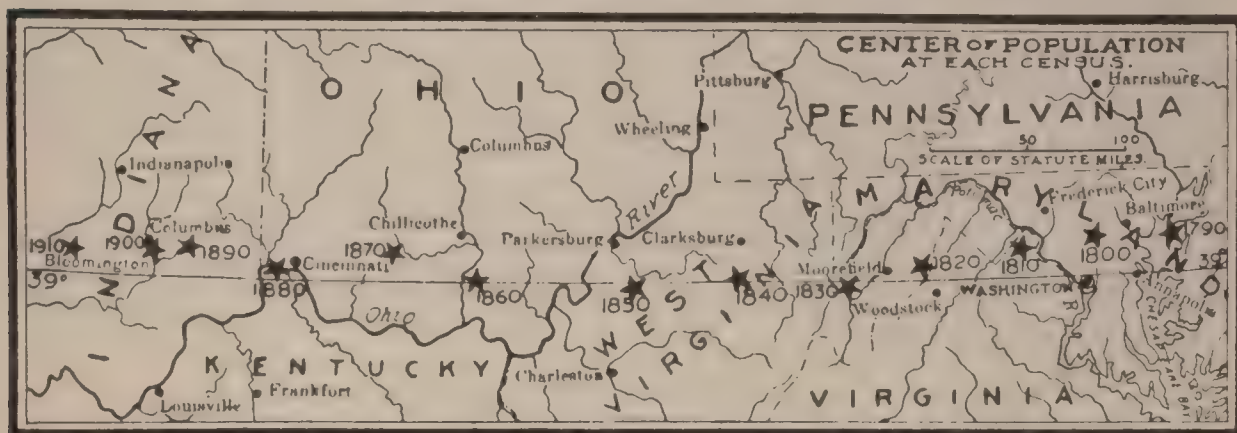 CENTER OF POPULATION
AT EACH CENSUS.
Harrisburg
Pittsburg
OHIO
PENNSYLVANIA
INDIANA
Wheeling
50 100
SCALE OF STATUTE MILES.
Columbus
Indianapolis
River
MARYLAND
Frederick City
Baltimore
Columbus
Chillicothe
1910
1900
1890
1870
Parkersburg
Clarksburg
1820
1810
1800
1790
Bloomington
Cincinnati
Moorefield
39°
39
1880
1860
1850
1840
1830
WASHINGTON
Annapolis
Woodstock
Ohio
WEST
VIRGINIA
KENTUCKY
Charleston
VIRGINIA
CHESAPEAKE BAY
Louisville
Frankfort